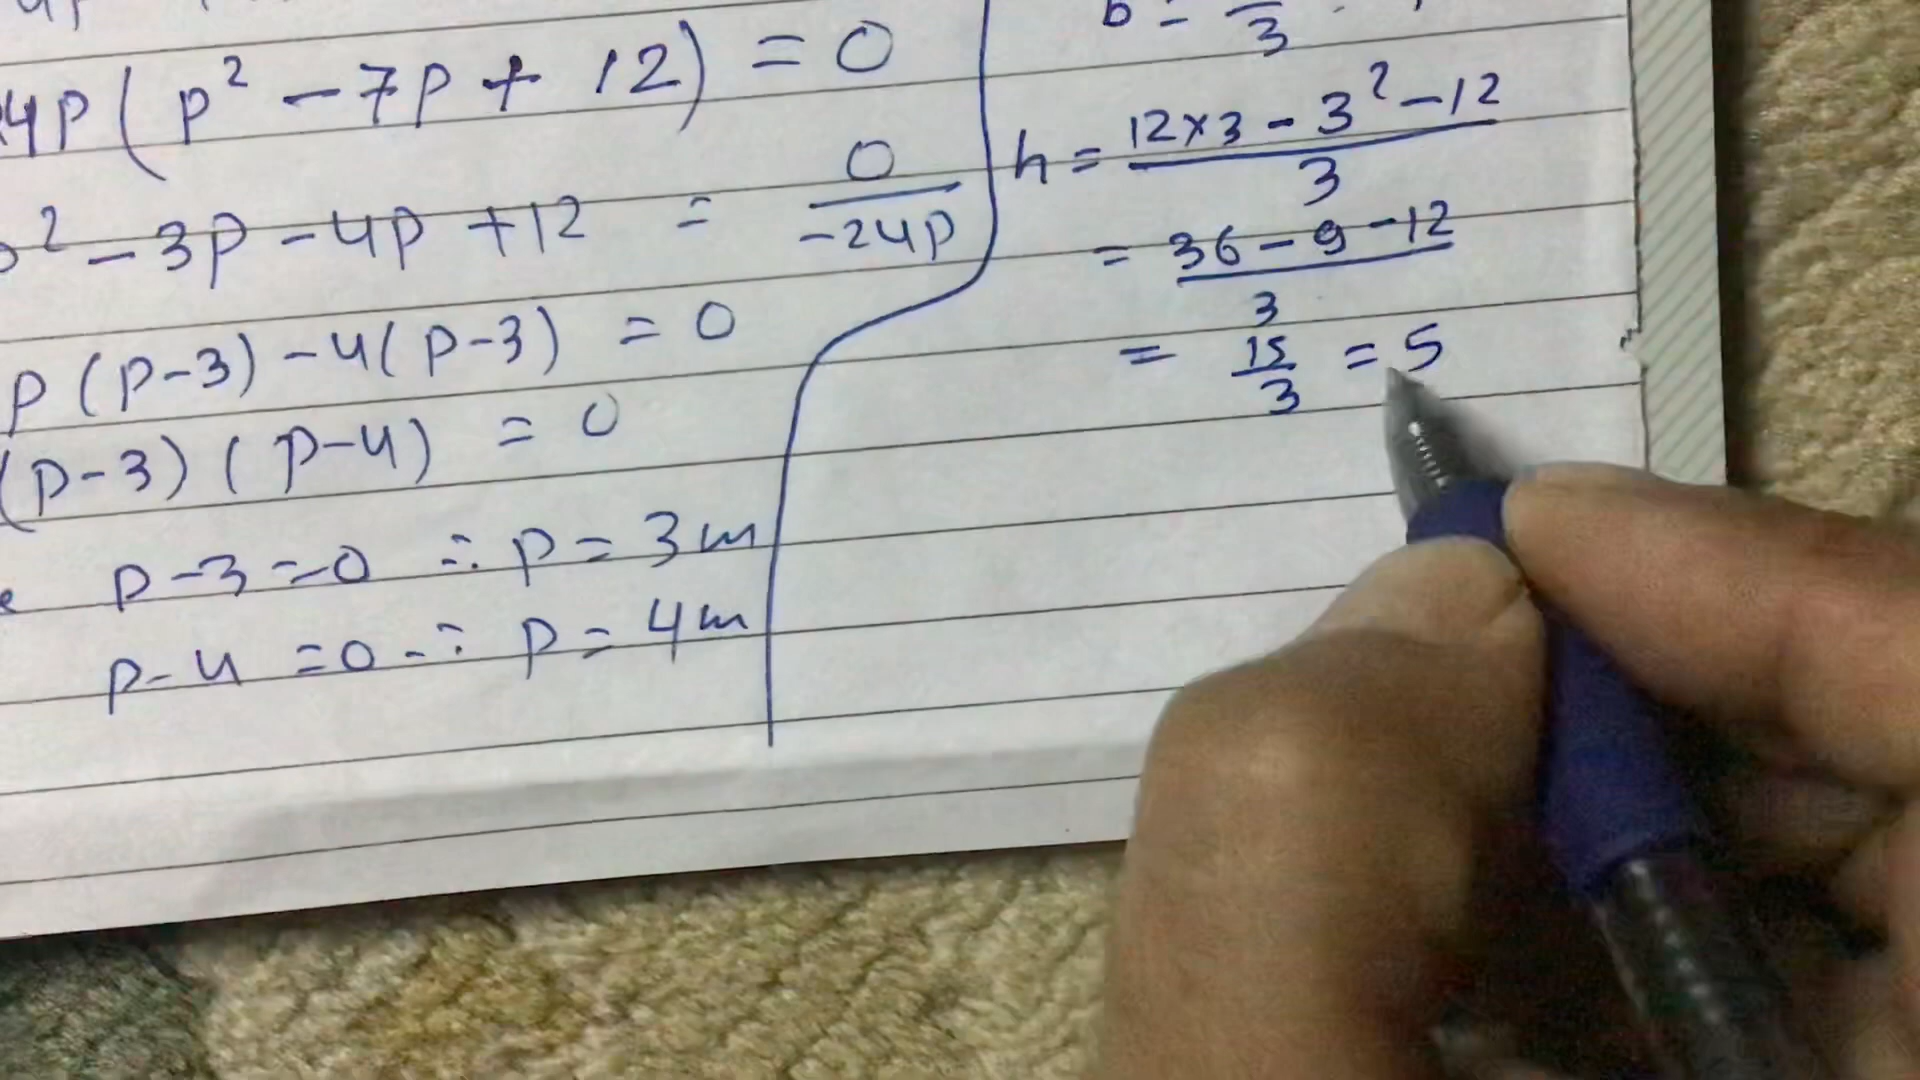 4p(p² - 7p + 12) = 0
² - 3p - 4p + 12 = 0/-24p
p(p-3) - 4(p-3) = 0
(p-3)(p-4) = 0
p-3=0 ∴ p = 3m
p-4=0 ∴ p = 4m
b = /3
h = 12×3 - 3² - 12/3
= 36 - 9 - 12/3
= 15/3 = 5